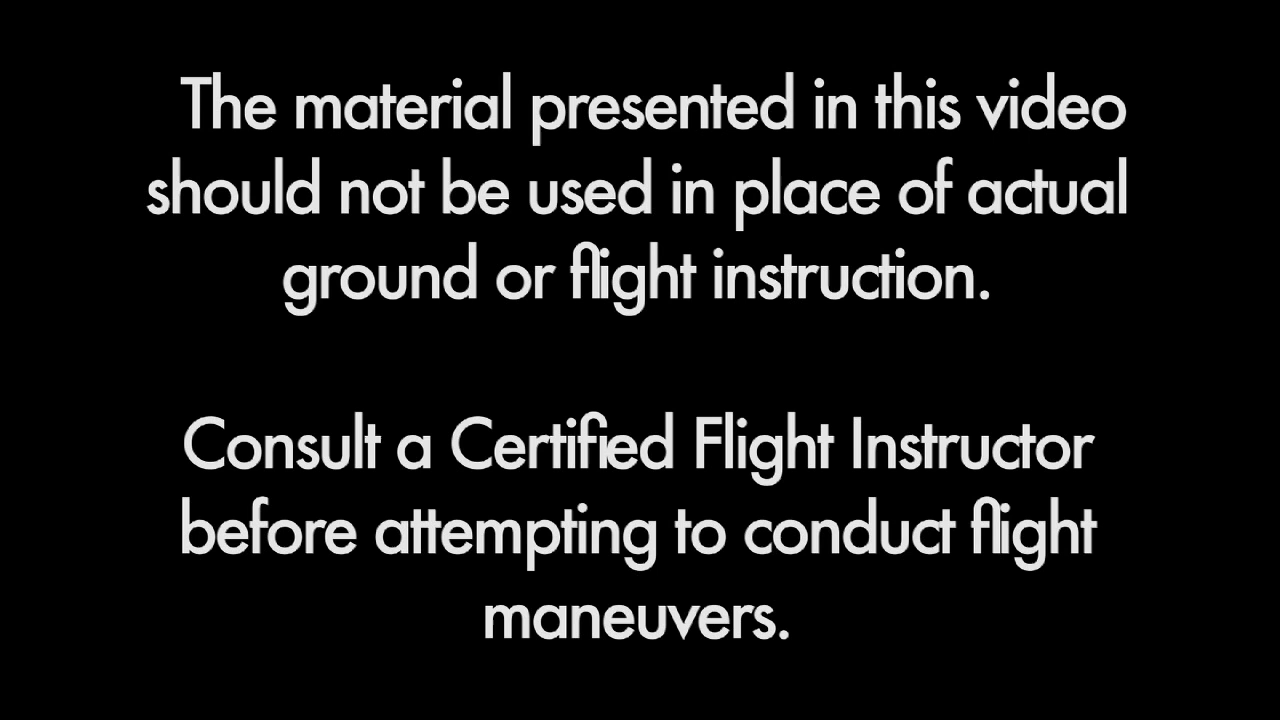 The material presented in this video
should not be used in place of actual
ground or flight instruction.
Consult a Certified Flight Instructor
before attempting to conduct flight
maneuvers.